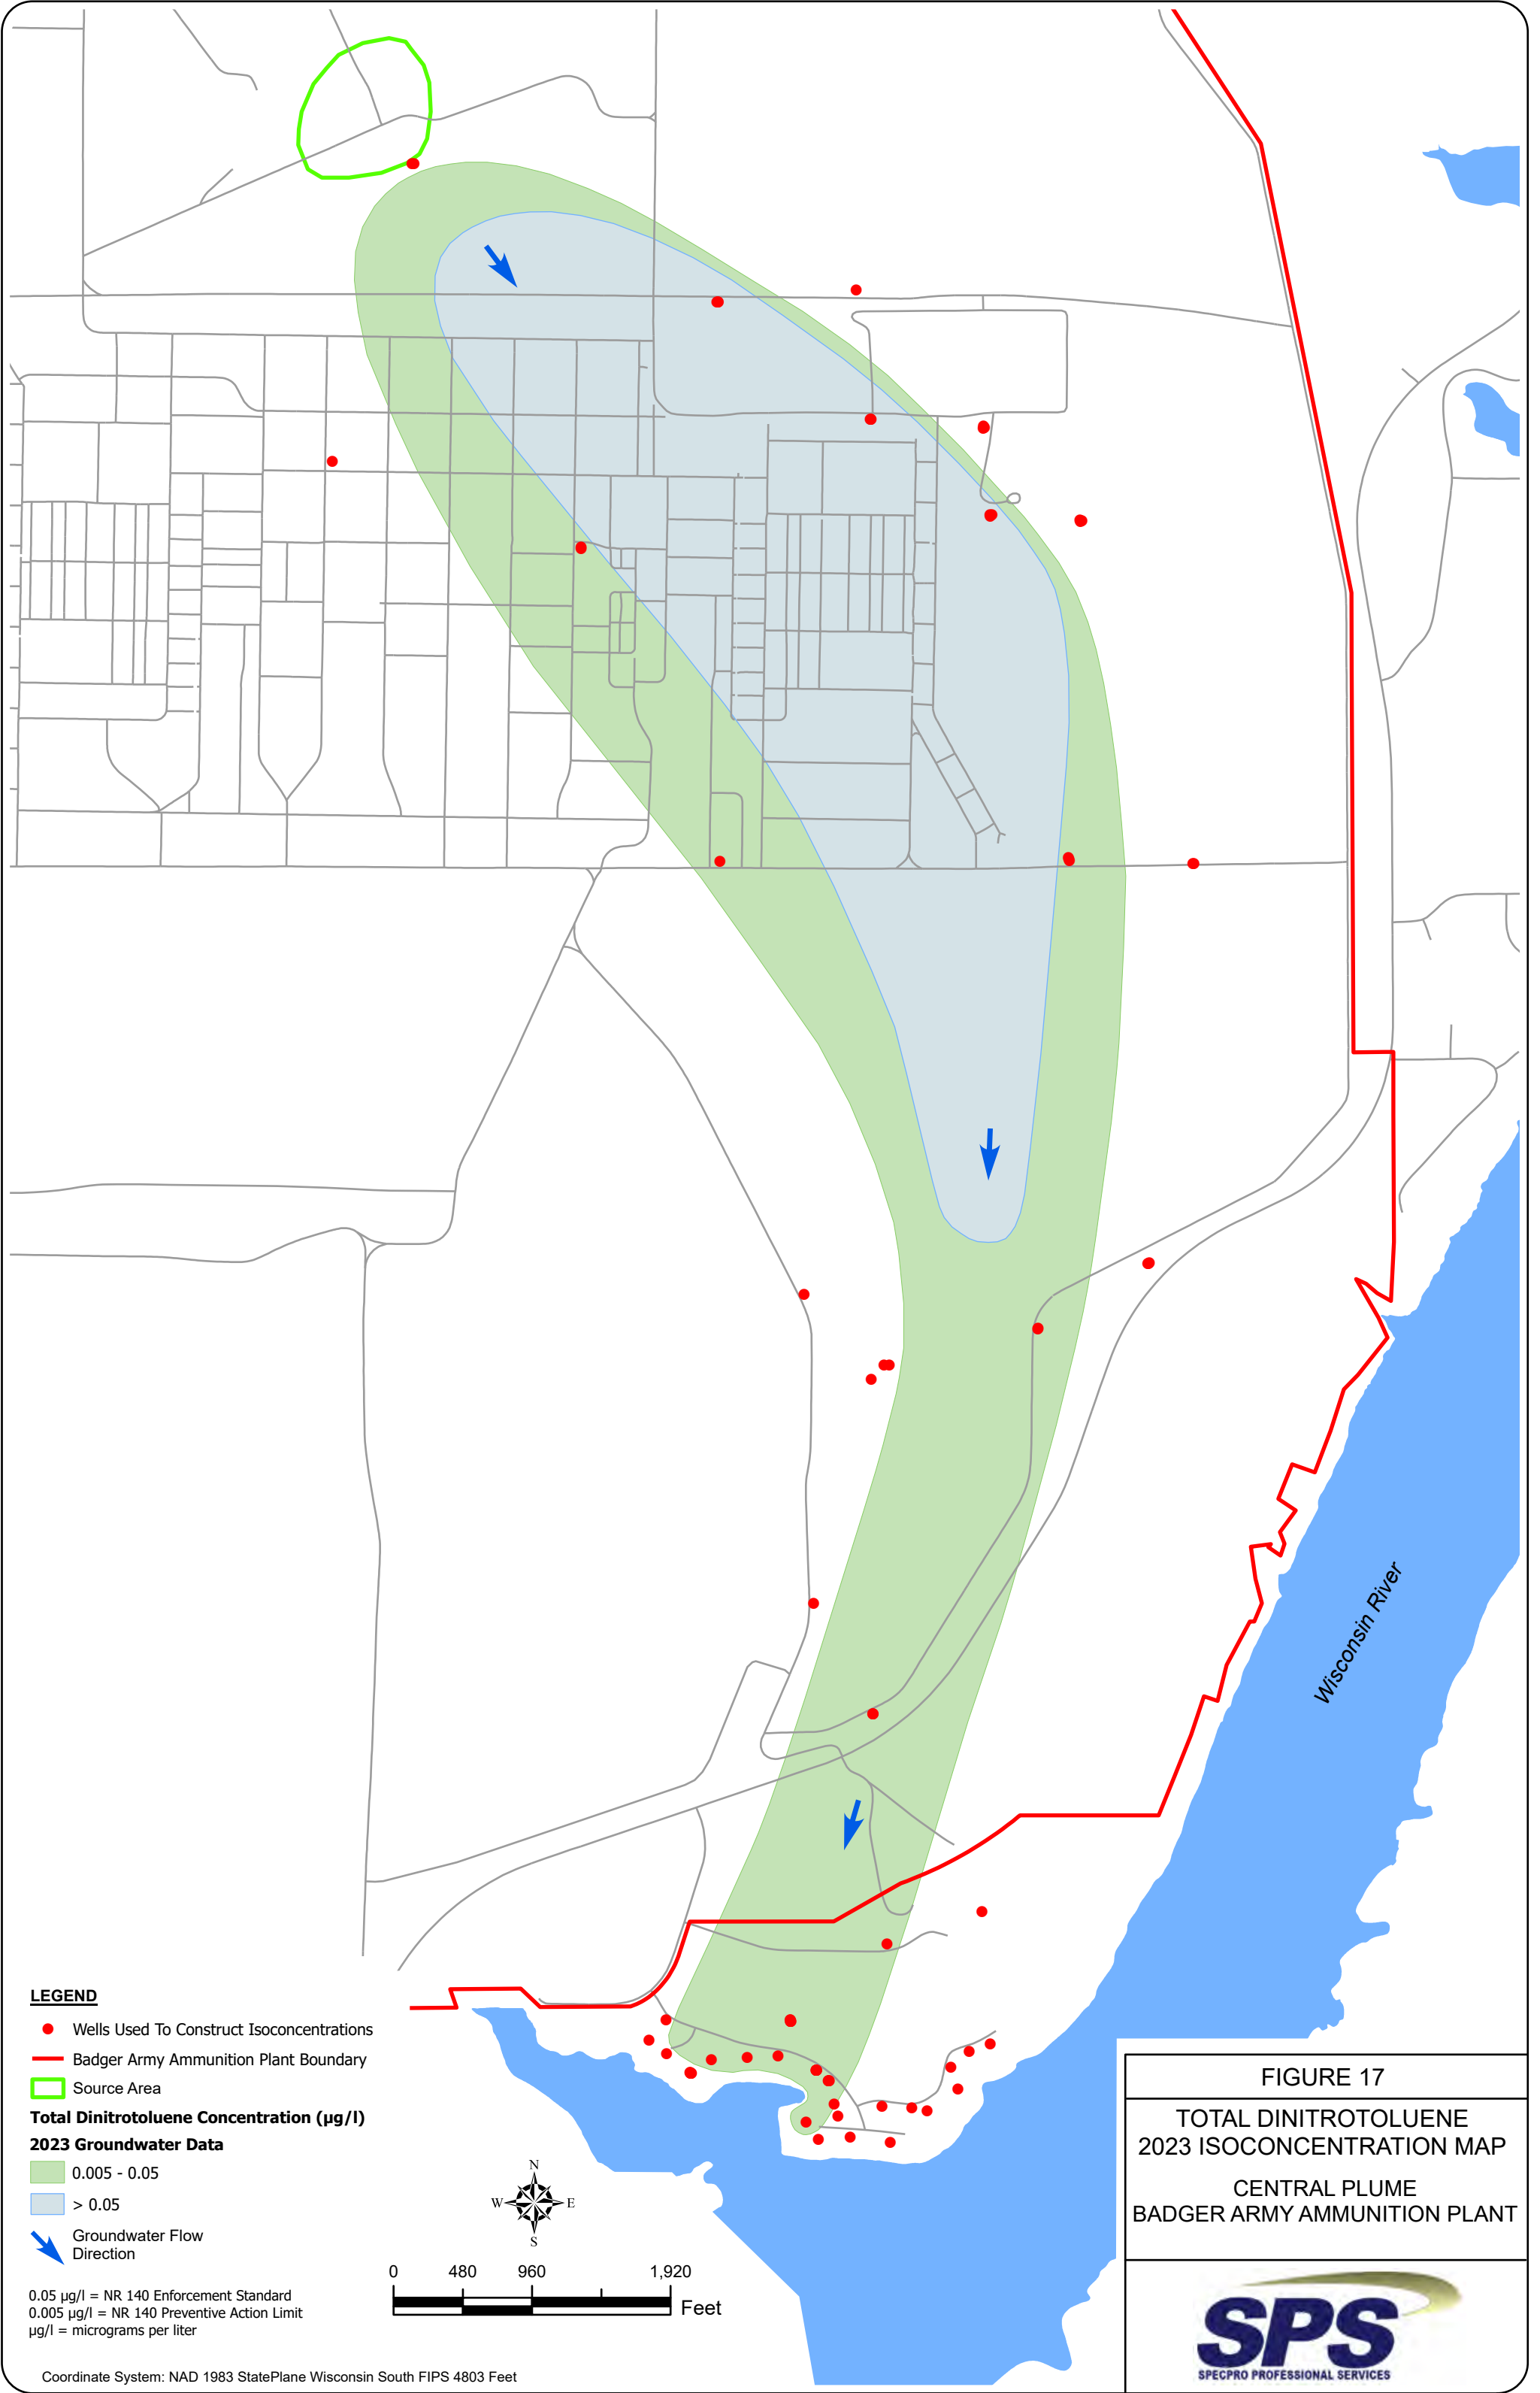 Wisconsin River
LEGEND
Wells Used To Construct Isoconcentrations
Badger Army Ammunition Plant Boundary
Source Area
Total Dinitrotoluene Concentration (µg/l)
2023 Groundwater Data
0.005 - 0.05
> 0.05
Groundwater Flow
Direction
0.05 µg/l = NR 140 Enforcement Standard
0.005 µg/l = NR 140 Preventive Action Limit
µg/l = micrograms per liter
Coordinate System: NAD 1983 StatePlane Wisconsin South FIPS 4803 Feet
N
W E
S
0 480 960 1,920
Feet
FIGURE 17
TOTAL DINITROTOLUENE
2023 ISOCONCENTRATION MAP
CENTRAL PLUME
BADGER ARMY AMMUNITION PLANT
SPS
SPECPRO PROFESSIONAL SERVICES